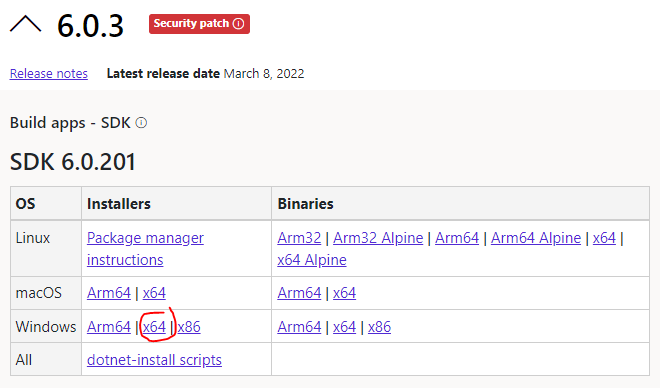 6.0.3 Security patch
Release notes Latest release date March 8, 2022
Build apps - SDK
SDK 6.0.201
OS Installers Binaries
Linux Package manager instructions Arm32 | Arm32 Alpine | Arm64 | Arm64 Alpine | x64 | x64 Alpine
macOS Arm64 | x64 Arm64 | x64
Windows Arm64 | x64 | x86 Arm64 | x64 | x86
All dotnet-install scripts